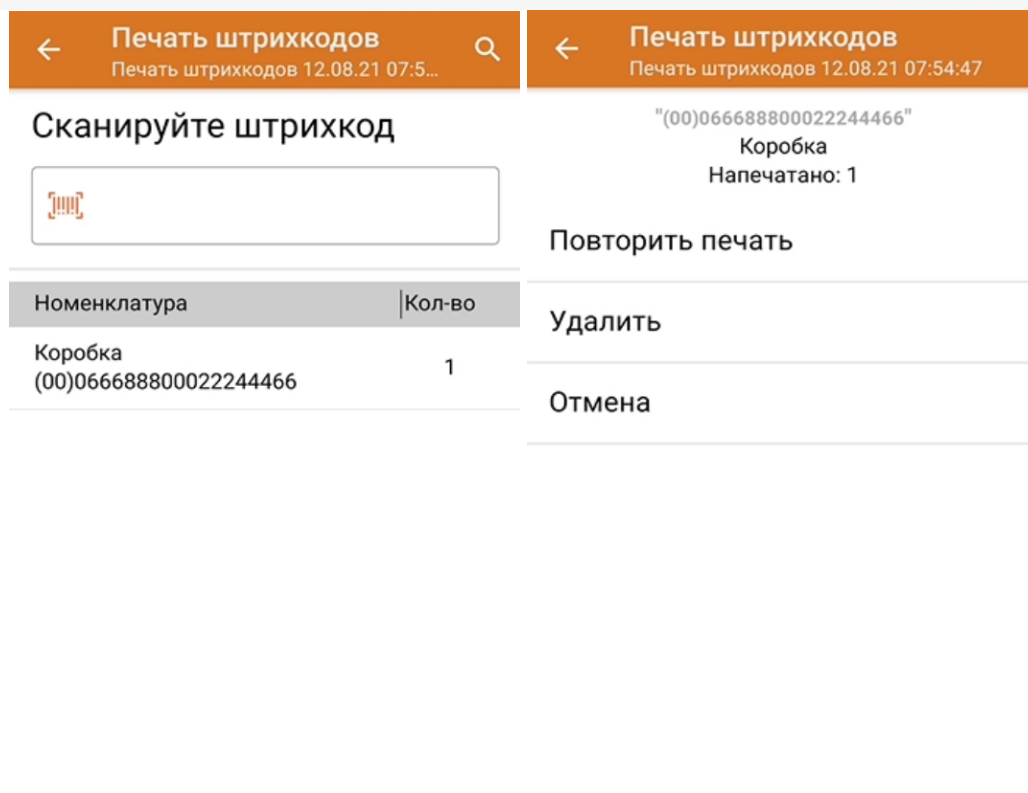 Печать штрихкодов
Печать штрихкодов 12.08.21 07:5...
Сканируйте штрихкод
Номенклатура Кол-во
Коробка
(00)066688800022244466 1
Печать штрихкодов
Печать штрихкодов 12.08.21 07:54:47
"(00)066688800022244466"
Коробка
Напечатано: 1
Повторить печать
Удалить
Отмена